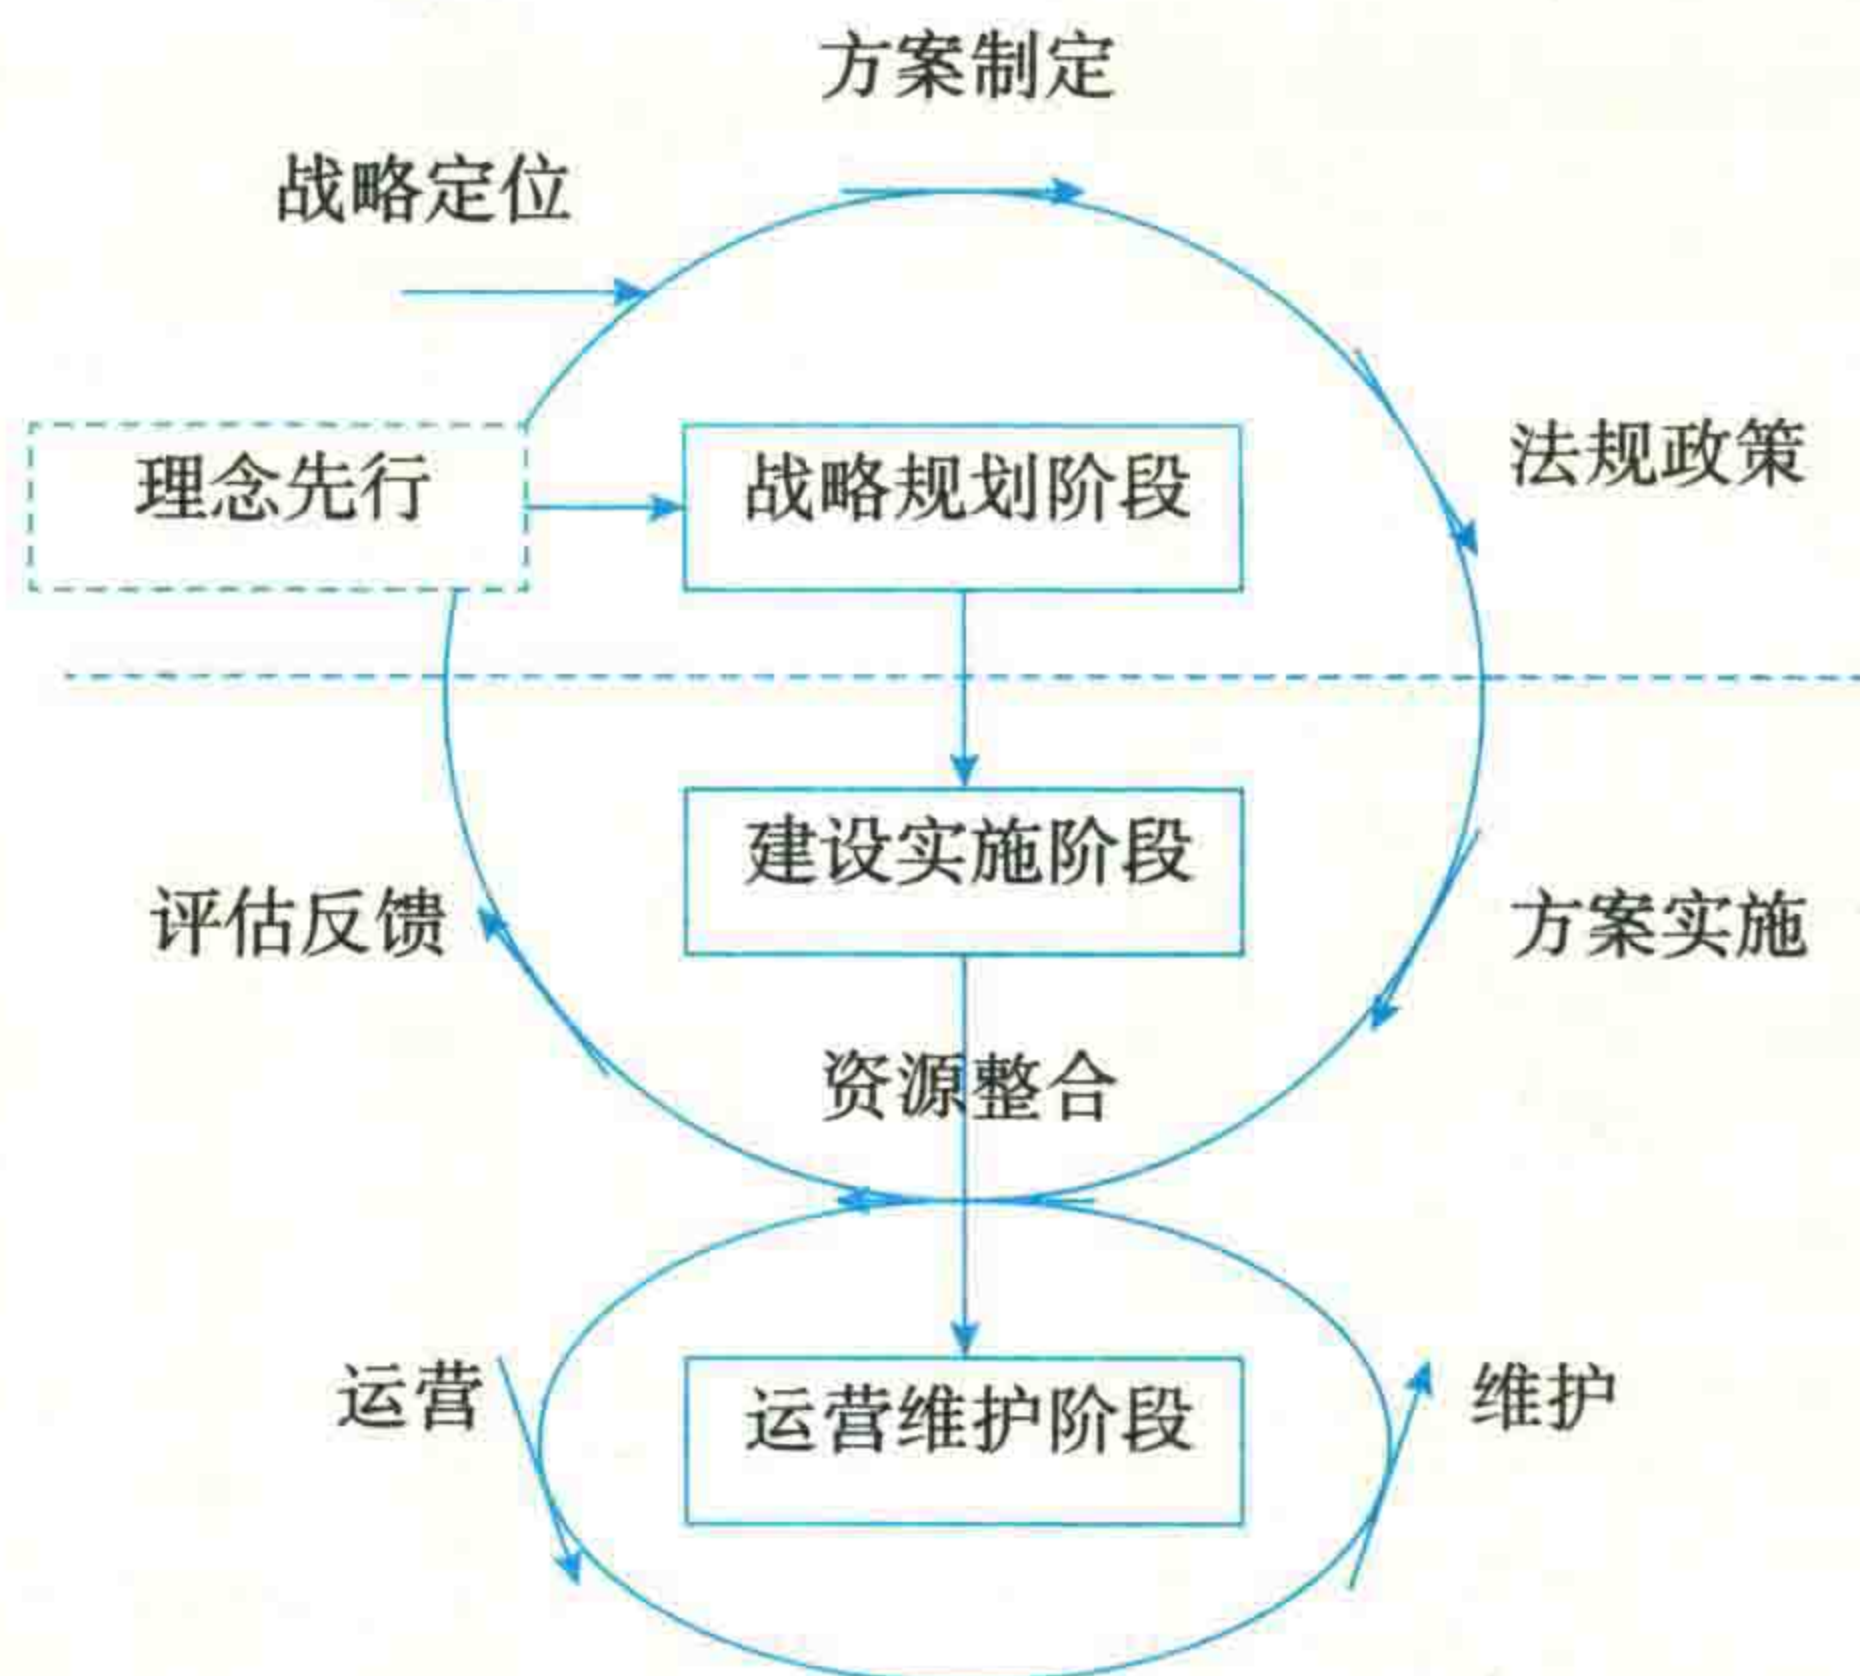 方案制定
战略定位
法规政策
理念先行
战略规划阶段
建设实施阶段
评估反馈
方案实施
资源整合
运营
运营维护阶段
维护